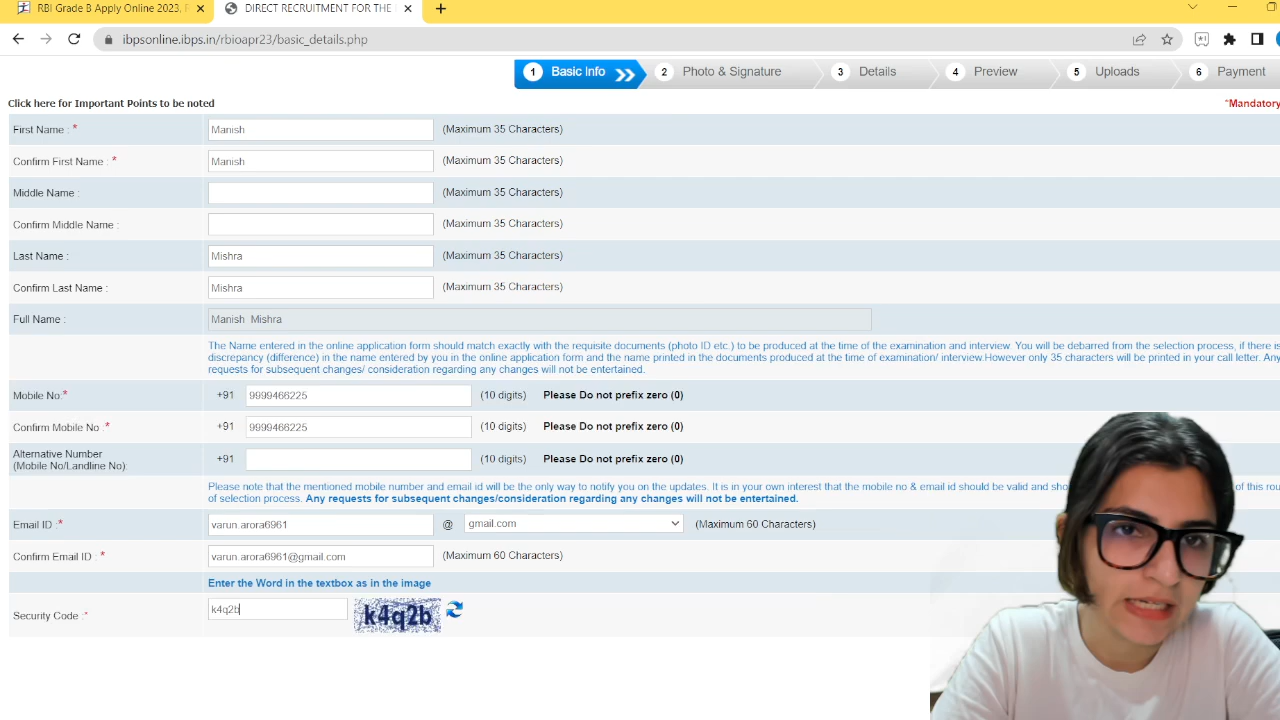 RBI Grade B Apply Online 2023.
DIRECT RECRUITMENT FOR THE
ibpsonline.ibps.in/rbioapr23/basic_details.php
1 Basic Info 2 Photo & Signature 3 Details 4 Preview 5 Uploads 6 Payment
Click here for Important Points to be noted
*Mandatory
First Name : * Manish (Maximum 35 Characters)
Confirm First Name : * Manish (Maximum 35 Characters)
Middle Name : (Maximum 35 Characters)
Confirm Middle Name : (Maximum 35 Characters)
Last Name : Mishra (Maximum 35 Characters)
Confirm Last Name : Mishra (Maximum 35 Characters)
Full Name : Manish Mishra
The Name entered in the online application form should match exactly with the requisite documents (photo ID etc.) to be produced at the time of the examination and interview. You will be debarred from the selection process, if there is
discrepancy (difference) in the name entered by you in the online application form and the name printed in the documents produced at the time of examination/ interview.However only 35 characters will be printed in your call letter. Any
requests for subsequent changes/ consideration regarding any changes will not be entertained.
Mobile No:* +91 9999466225 (10 digits) Please Do not prefix zero (0)
Confirm Mobile No :* +91 9999466225 (10 digits) Please Do not prefix zero (0)
Alternative Number
(Mobile No/Landline No): +91 (10 digits) Please Do not prefix zero (0)
Please note that the mentioned mobile number and email id will be the only way to notify you on the updates. It is in your own interest that the mobile no & email id should be valid and of this
of selection process. Any requests for subsequent changes/consideration regarding any changes will not be entertained.
Email ID :* varun.arora6961 @ gmail.com (Maximum 60 Characters)
Confirm Email ID : * varun.arora6961@gmail.com (Maximum 60 Characters)
Enter the Word in the textbox as in the image
Security Code :* k4q2b k4q2b